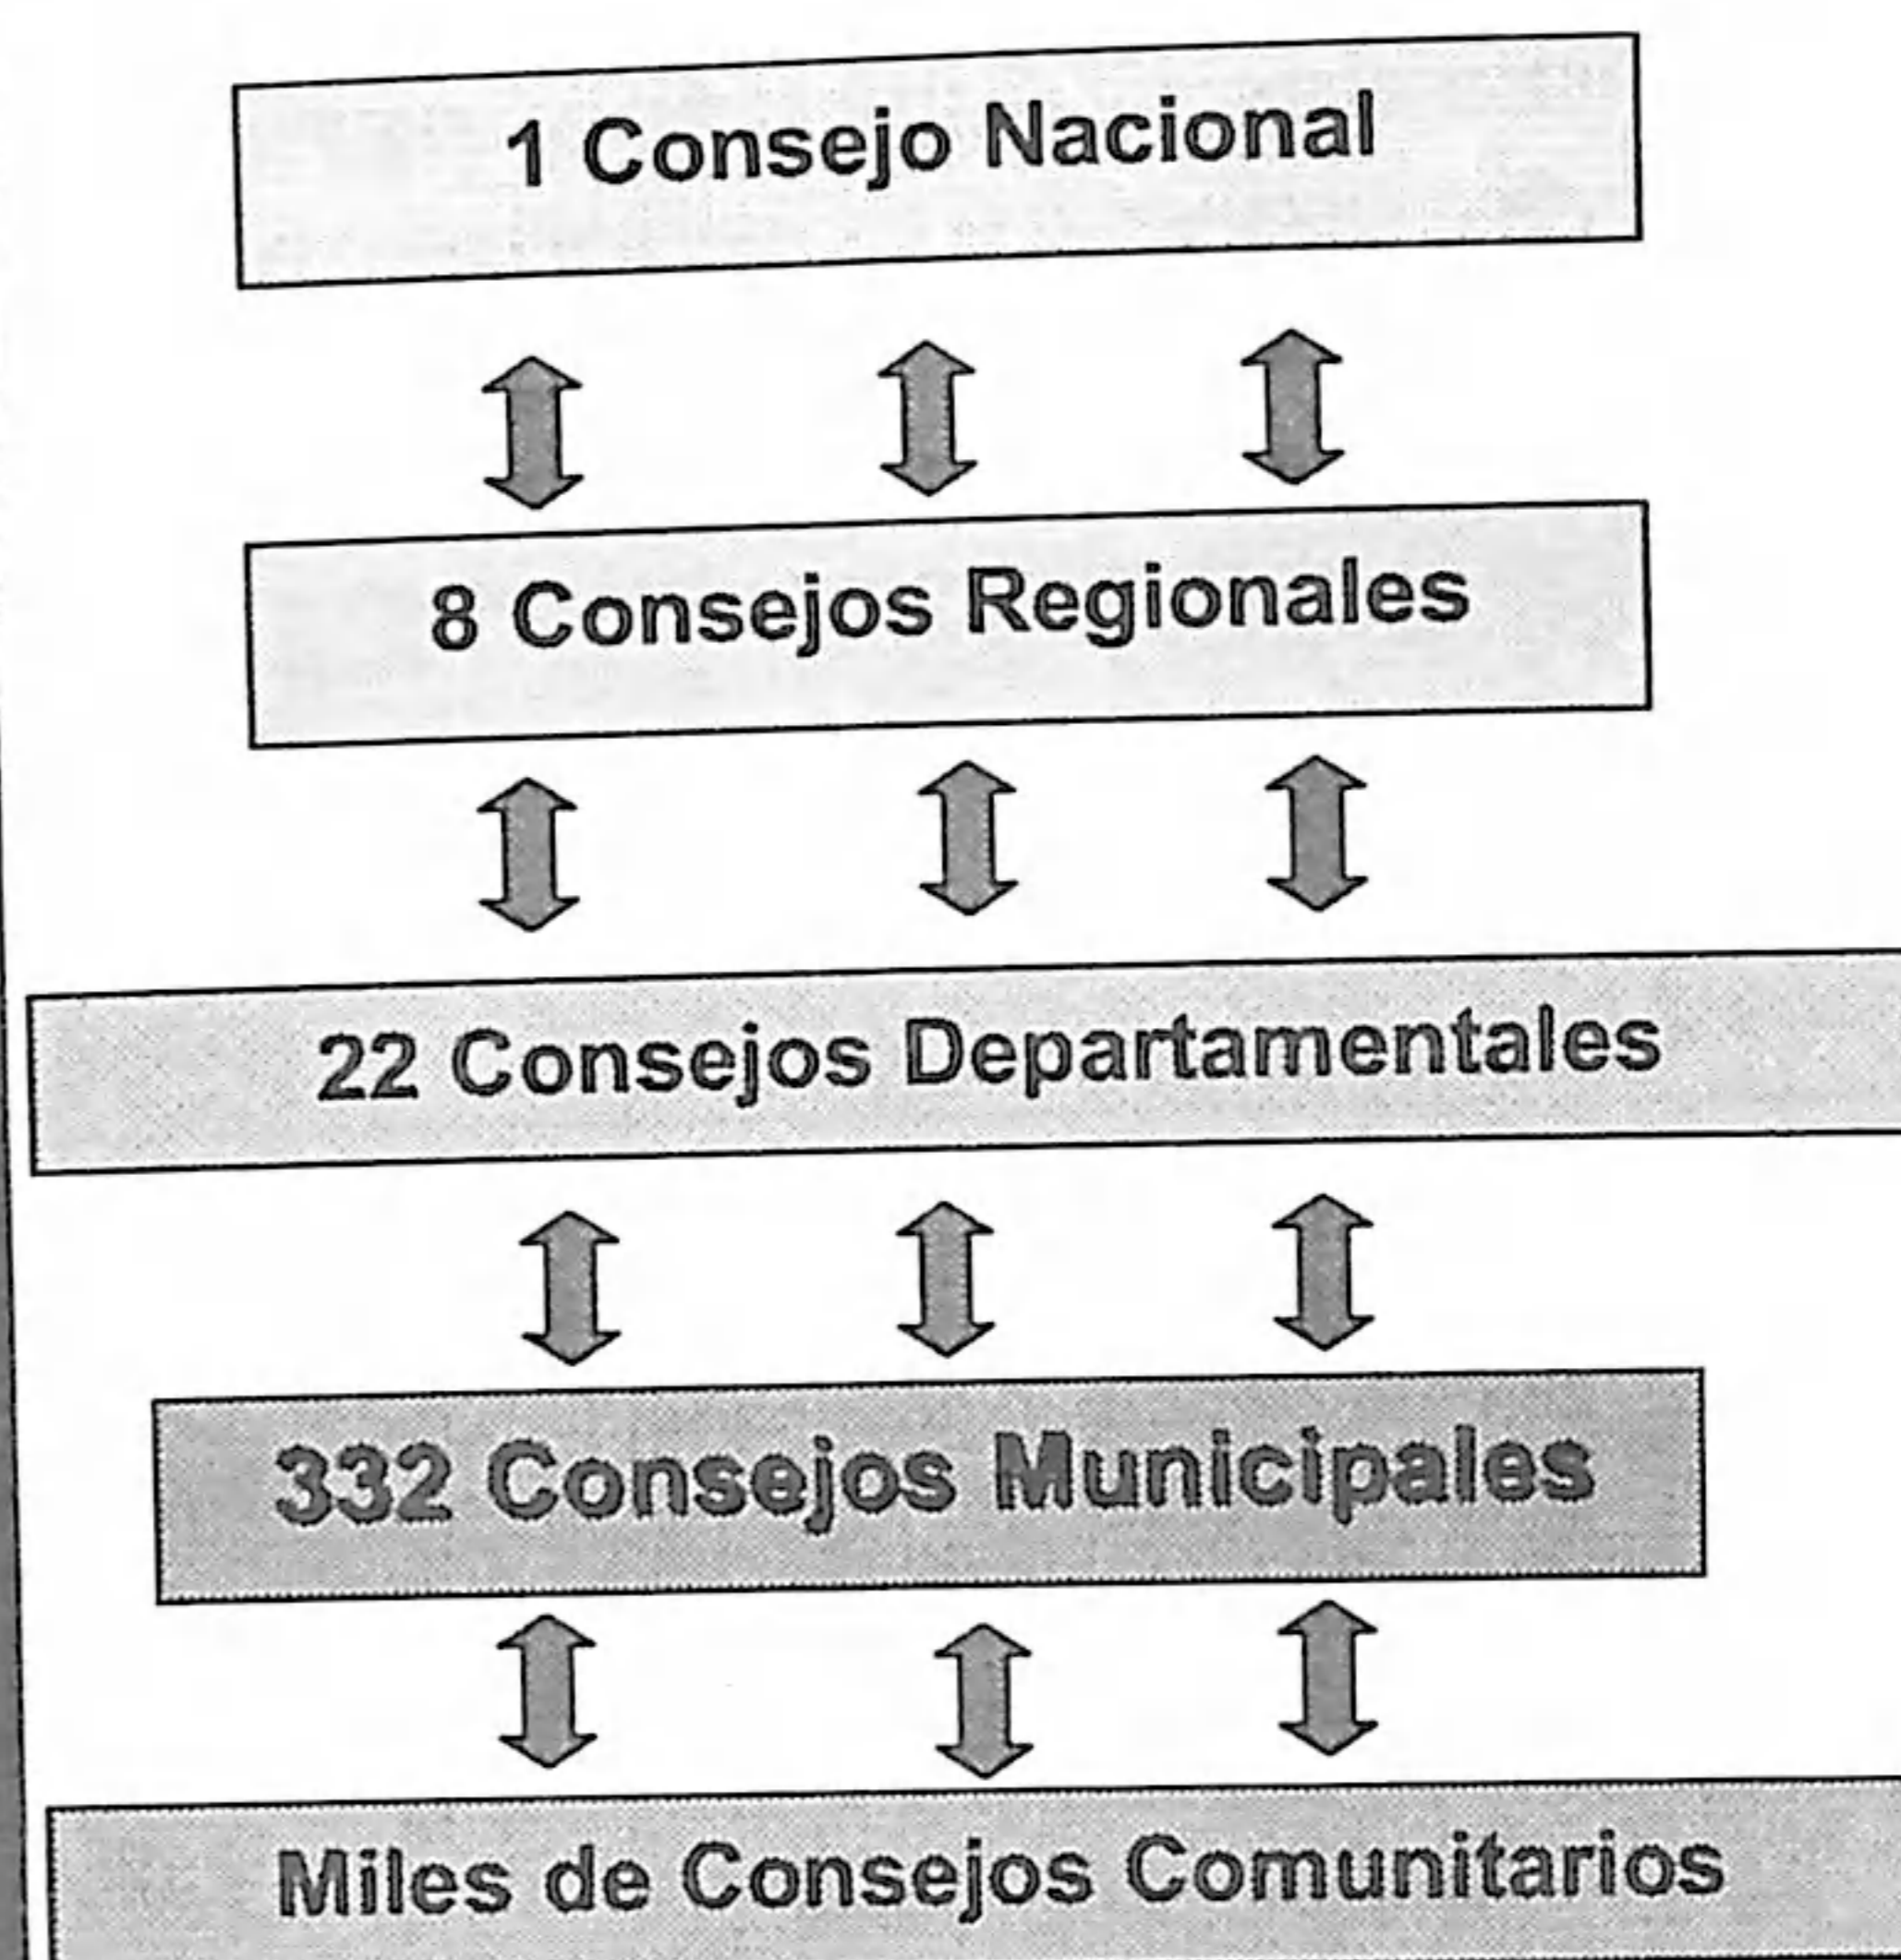 1 Consejo Nacional
8 Consejos Regionales
22 Consejos Departamentales
332 Consejos Municipales
Miles de Consejos Comunitarios